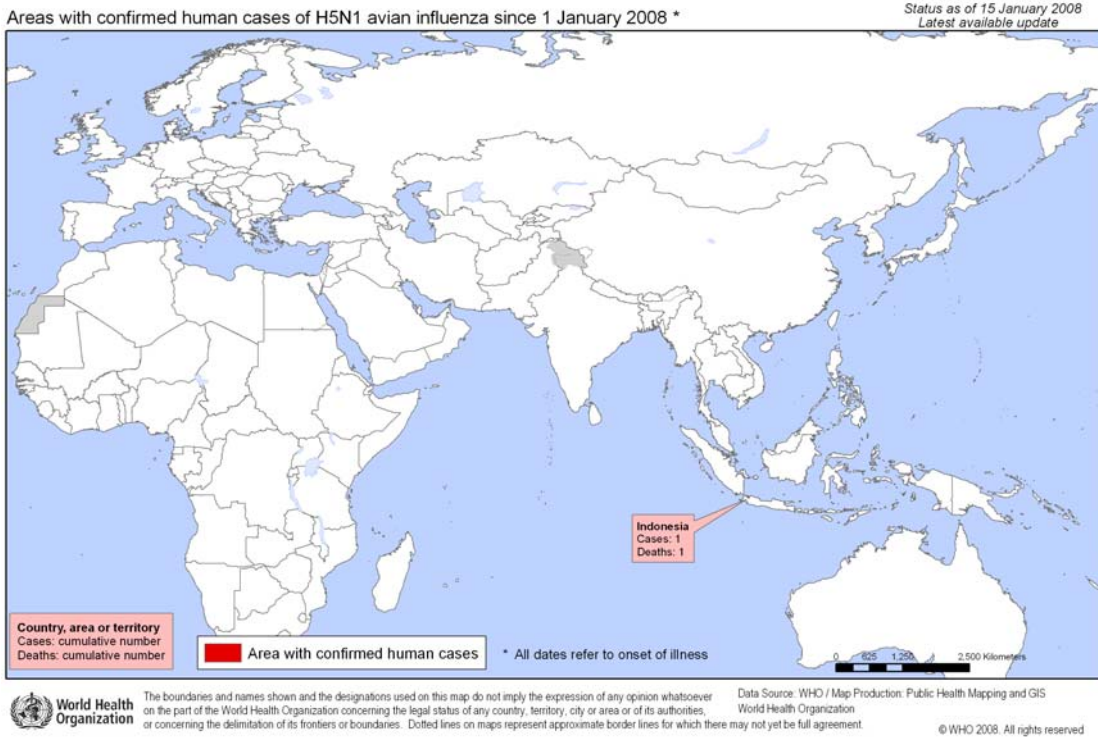 Areas with confirmed human cases of H5N1 avian influenza since 1 January 2008 *
Status as of 15 January 2008
Latest available update
Indonesia
Cases: 1
Deaths: 1
Country, area or territory
Cases: cumulative number
Deaths: cumulative number
Area with confirmed human cases
* All dates refer to onset of illness
0 625 1,250 2,500 Kilometers
World Health
Organization
The boundaries and names shown and the designations used on this map do not imply the expression of any opinion whatsoever
on the part of the World Health Organization concerning the legal status of any country, territory, city or area or of its authorities,
or concerning the delimitation of its frontiers or boundaries. Dotted lines on maps represent approximate border lines for which there may not yet be full agreement.
Data Source: WHO / Map Production: Public Health Mapping and GIS
World Health Organization
© WHO 2008. All rights reserved